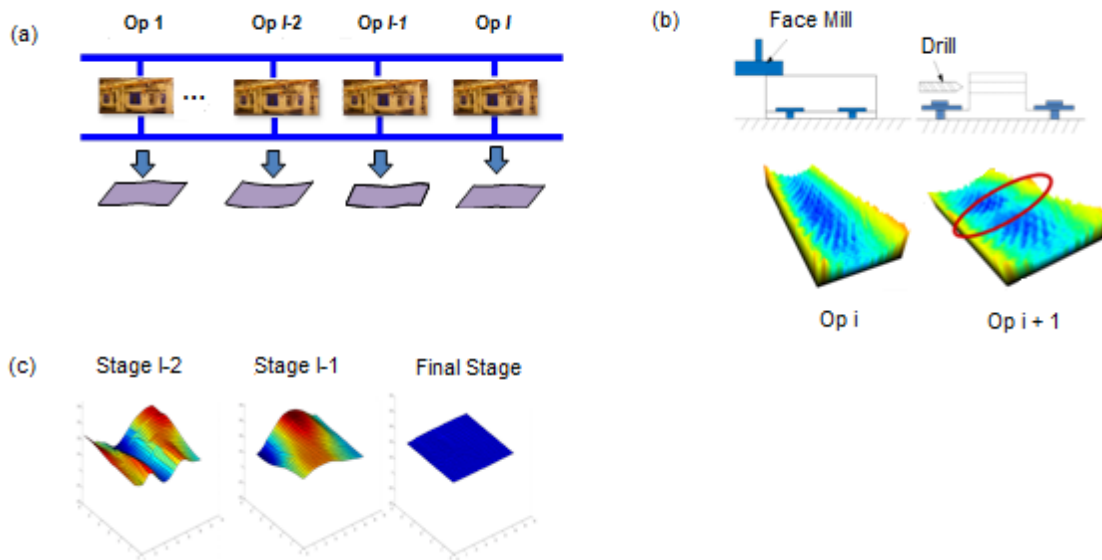 (a)
Op 1 Op I-2 Op I-1 Op I
...
(b)
Face Mill
Drill
Op i Op i + 1
(c)
Stage I-2 Stage I-1 Final Stage